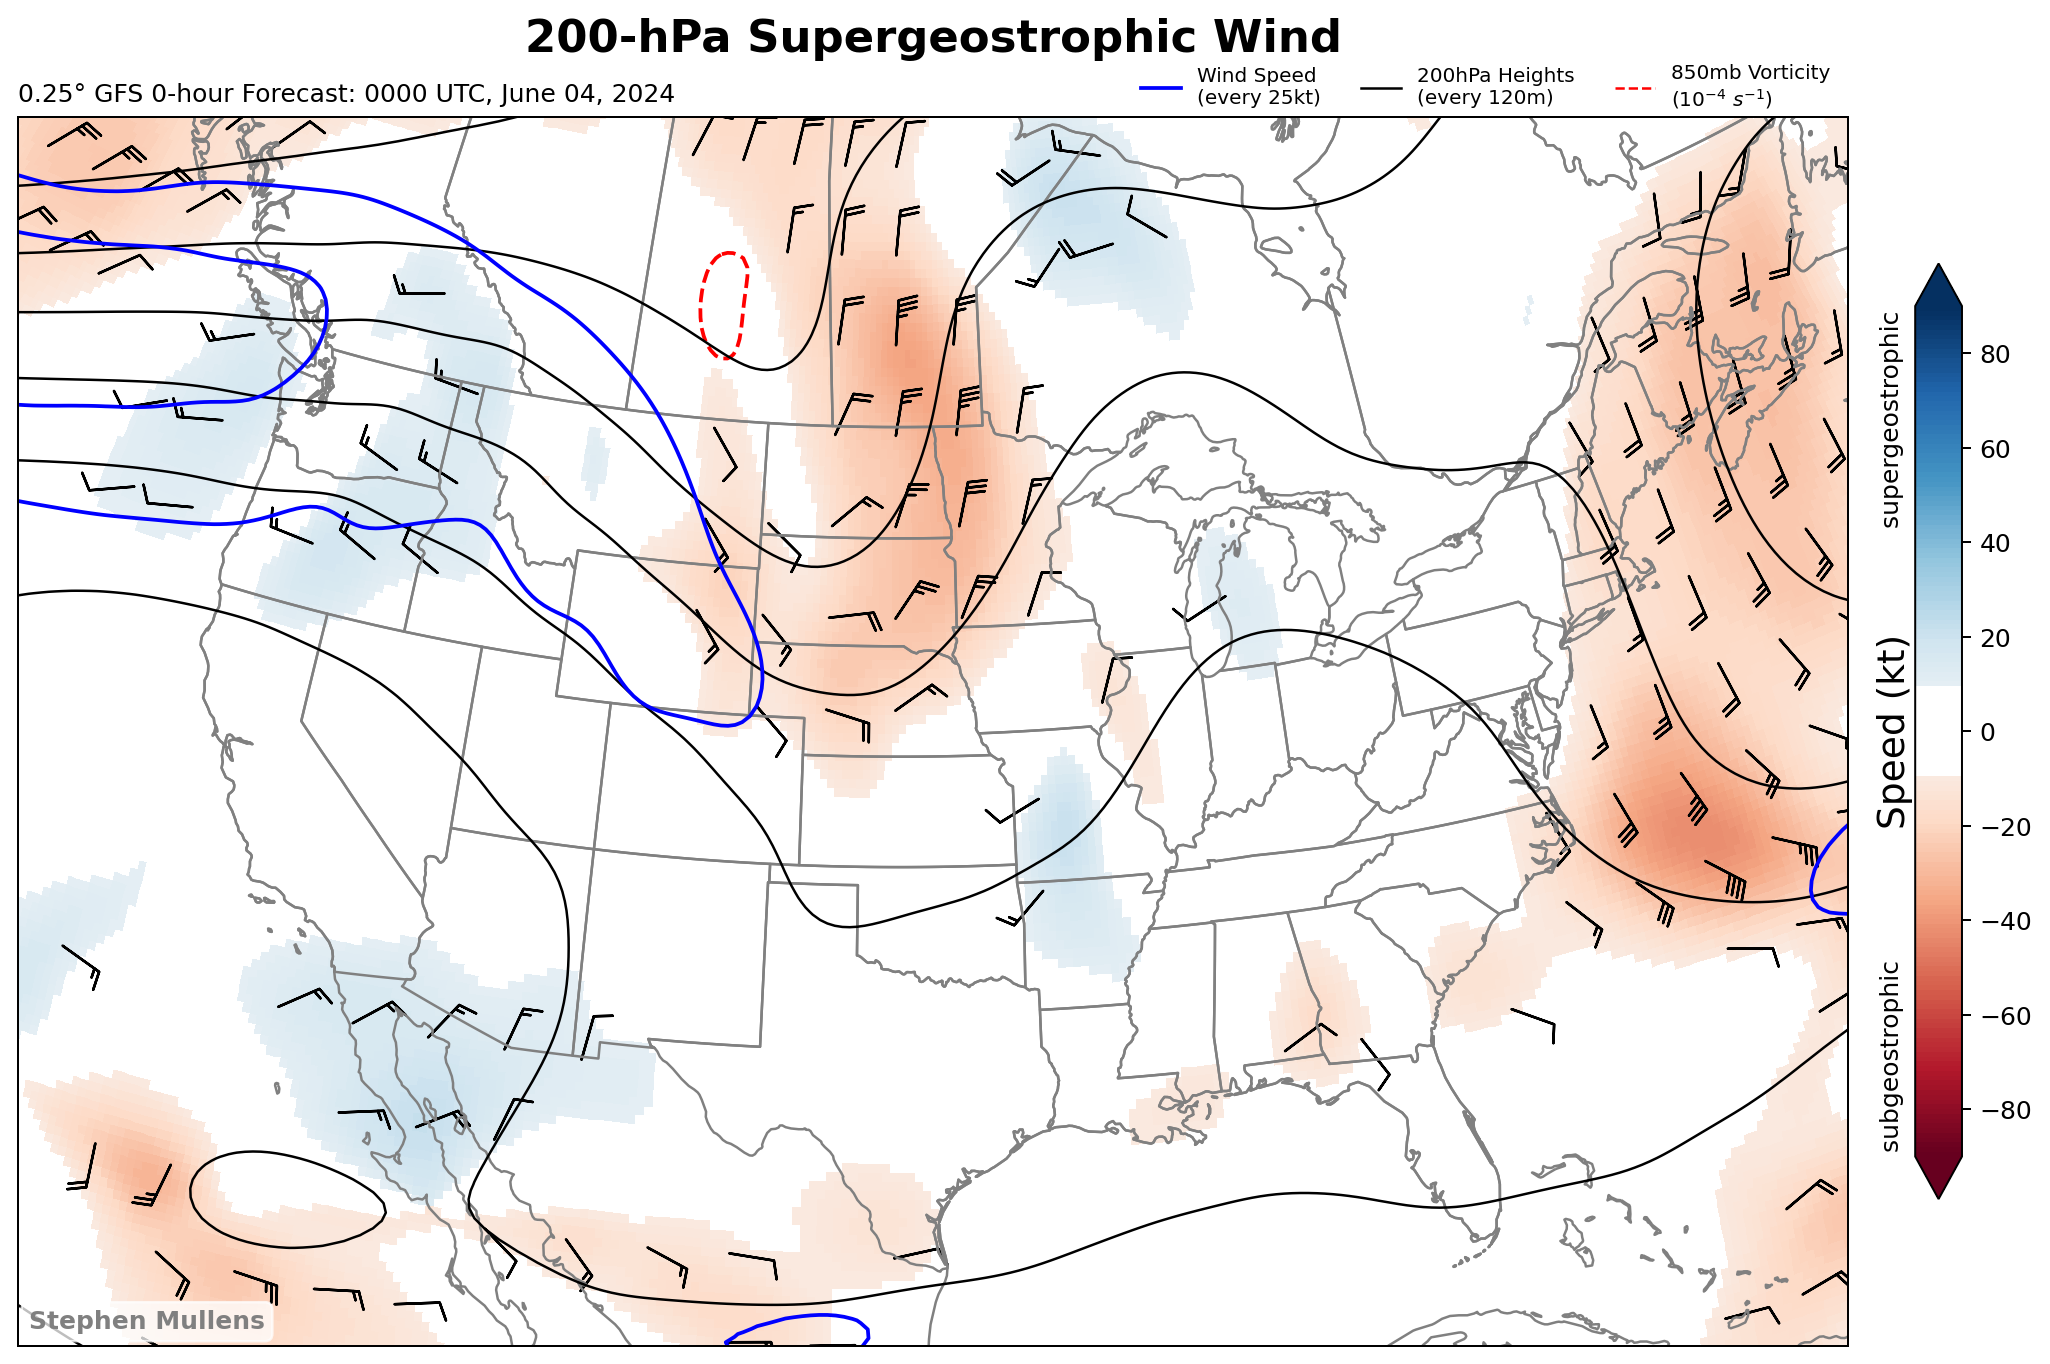 200-hPa Supergeostrophic Wind
0.25° GFS 0-hour Forecast: 0000 UTC, June 04, 2024
Wind Speed
(every 25kt)
200hPa Heights
(every 120m)
850mb Vorticity
(10⁻⁴ s⁻¹)
supergeostrophic
Speed (kt)
subgeostrophic
80
60
40
20
0
−20
−40
−60
−80
Stephen Mullens